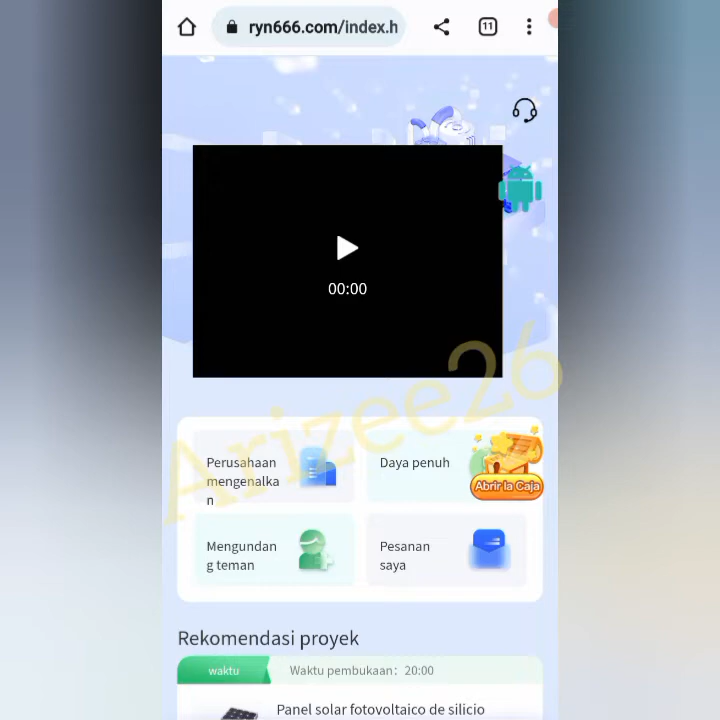 ryn666.com/index.h
11
00:00
Arizee26
Perusahaan
mengenalka
n
Daya penuh
Abrir la Caja
Mengundan
g teman
Pesanan
saya
Rekomendasi proyek
waktu
Waktu pembukaan: 20:00
Panel solar fotovoltaico de silicio